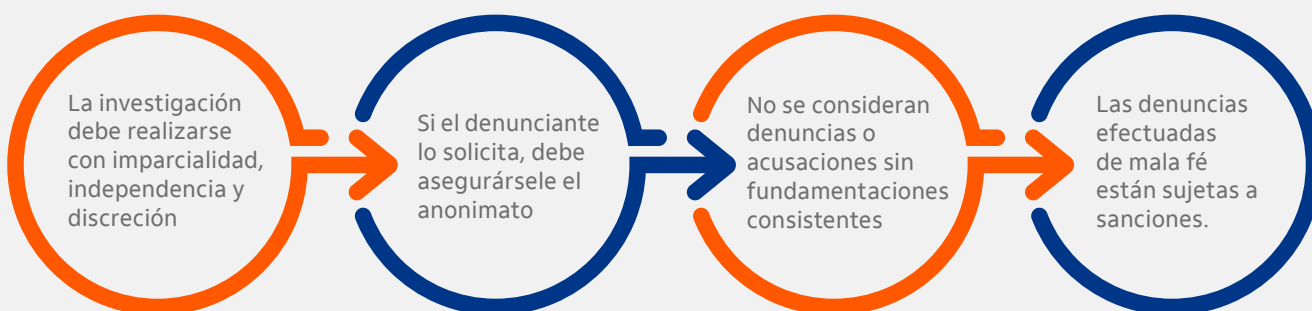 La investigación
debe realizarse
con imparcialidad,
independencia y
discreción
Si el denunciante
lo solicita, debe
asegurársele el
anonimato
No se consideran
denuncias o
acusaciones sin
fundamentaciones
consistentes
Las denuncias
efectuadas
de mala fé
están sujetas a
sanciones.